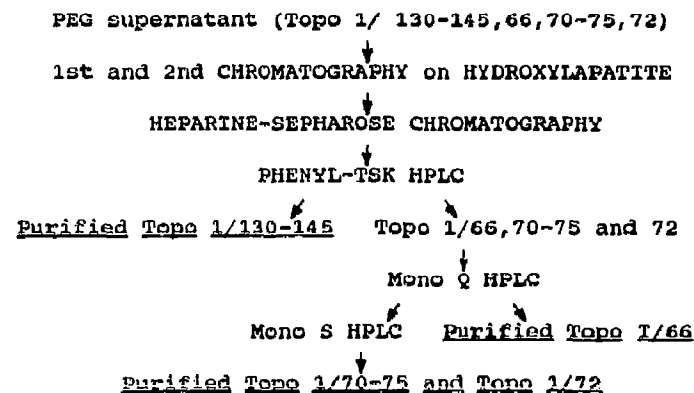 PEG supernatant (Topo 1/ 130-145,66,70-75,72)
1st and 2nd CHROMATOGRAPHY on HYDROXYLAPATITE
HEPARINE-SEPHAROSE CHROMATOGRAPHY
PHENYL-TSK HPLC
Purified Topo 1/130-145 Topo 1/66,70-75 and 72
Mono Q HPLC
Mono S HPLC Purified Topo I/66
Purified Topo 1/70-75 and Topo 1/72